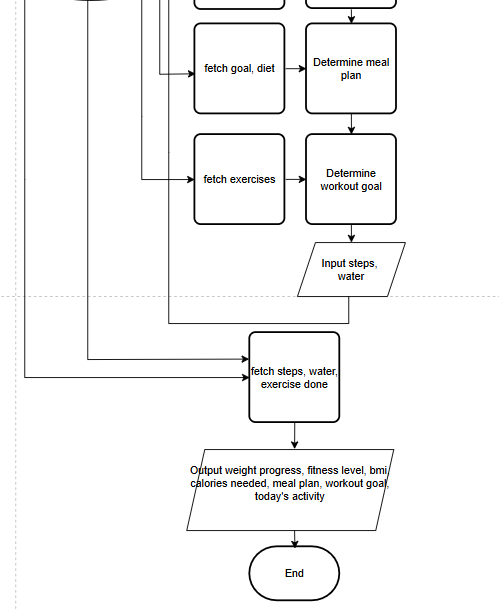 fetch goal, diet
Determine meal
plan
fetch exercises
Determine
workout goal
Input steps,
water
fetch steps, water,
exercise done
Output weight progress, fitness level, bmi
calories needed, meal plan, workout goal,
today's activity
End